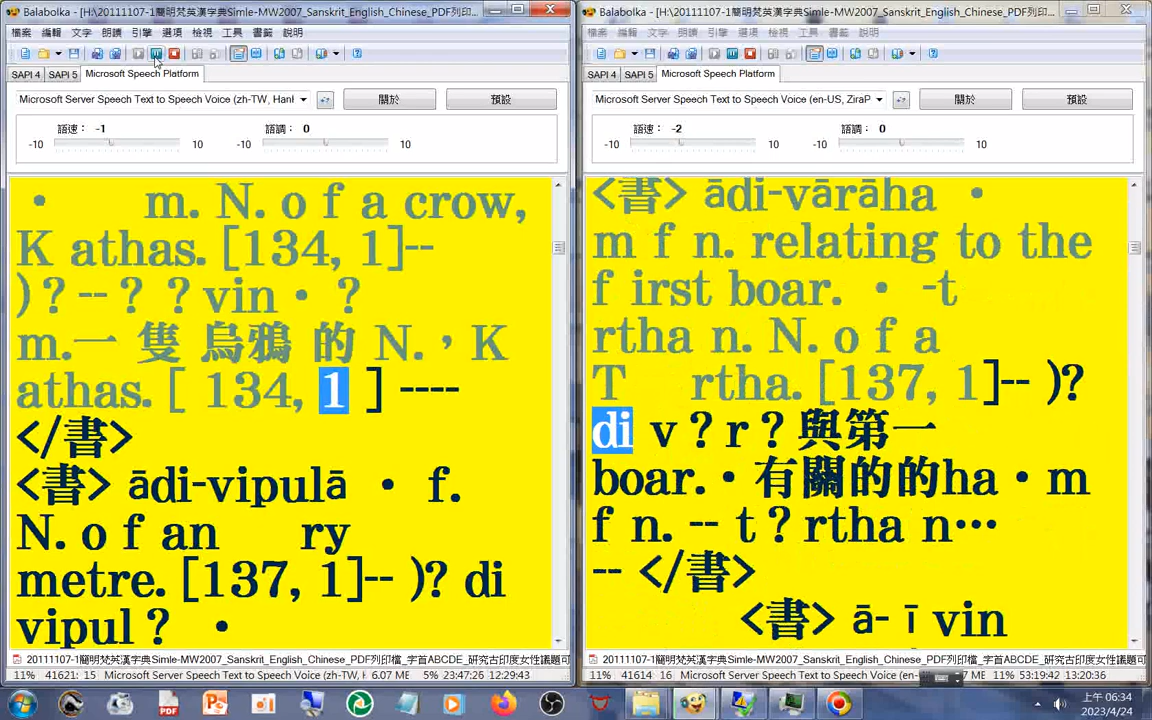 Balabolka - [H:\20111107-1簡明梵英漢字典Simle-MW2007_Sanskrit_English_Chinese_PDF列印...
檔案 編輯 文字 朗讀 引擎 選項 檢視 工具 書籤 說明
SAPI 4 SAPI 5 Microsoft Speech Platform
Microsoft Server Speech Text to Speech Voice (zh-TW, HanH
關於 預設
語速： -1 語調： 0
-10 10 -10 10
• m. N. o f a crow,
K athas. [134, 1]--
)？--？？vin • ？
m.一 隻 烏鴉 的 N.，K
athas. [ 134, 1 ] ----
</書>
<書> ādi-vipulā • f.
N. o f an ry
metre. [137, 1]-- )? di
vipul？ •
20111107-1簡明梵英漢字典Simle-MW2007_Sanskrit_English_Chinese_PDF列印檔_字首ABCDE_研究古印度女性議題可
11% 41621: 15 Microsoft Server Speech Text to Speech Voice (zh-TW, H 6.07 ME 5% 23:47:26 12:29:43
Balabolka - [H:\20111107-1簡明梵英漢字典Simle-MW2007_Sanskrit_English_Chinese_PDF列印...
檔案 編輯 文字 朗讀 引擎 選項 檢視 工具 書籤 說明
SAPI 4 SAPI 5 Microsoft Speech Platform
Microsoft Server Speech Text to Speech Voice (en-US, ZiraP
關於 預設
語速： -2 語調： 0
-10 10 -10 10
<書> ādi-vārāha •
m f n. relating to the
f irst boar. • -t
rtha n. N. o f a
T rtha. [137, 1]-- )?
di v？r？與第一
boar.•有關的的ha•m
f n. -- t？rtha n…
-- </書>
<書> ā- ī vin
20111107-1簡明梵英漢字典Simle-MW2007_Sanskrit_English_Chinese_PDF列印檔_字首ABCDE_研究古印度女性議題可
11% 41614: 16 Microsoft Server Speech Text to Speech Voice (en-us ME 11% 53:19:42 13:20:36
上午 06:34
2023/4/24